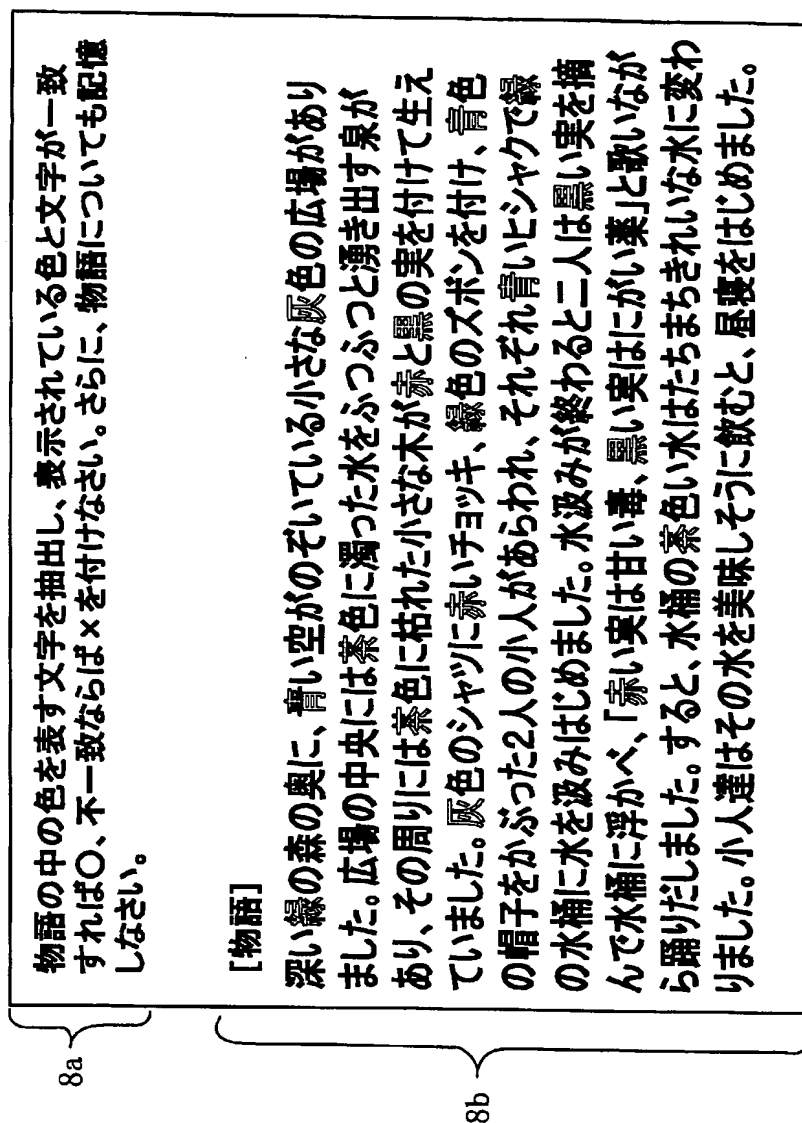 物語の中の色を表す文字を抽出し、表示されている色と文字が一致
すれば〇、不一致ならば×を付けなさい。さらに、物語についても記憶
しなさい。
8a
[物語]
深い緑の森の奥に、青い空がのぞいている小さな灰色の広場があり
ました。広場の中央には茶色に濁った水をふつふつと湧き出す泉が
あり、その周りには茶色に枯れた小さな木が赤と黒の実を付けて生え
ていました。灰色のシャツに赤いチョッキ、緑色のズボンを付け、青色
の帽子をかぶった2人の小人があらわれ、それぞれ青いヒシャクで緑
の水桶に水を汲みはじめました。水汲みが終わると二人は黒い実を摘
んで水桶に浮かべ、「赤い実は甘い毒、黒い実はにがい薬」と歌いなが
ら踊りだしました。すると、水桶の茶色い水はたちまちきれいな水に変わ
りました。小人達はその水を美味しそうに飲むと、昼寝をはじめました。
8b